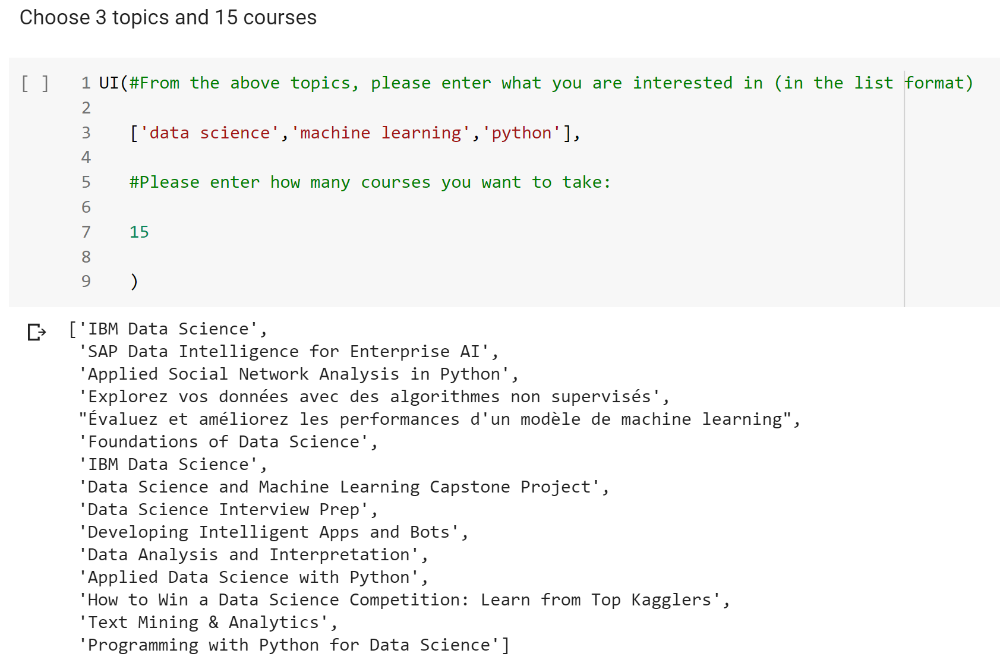 Choose 3 topics and 15 courses
[ ] 1 UI(#From the above topics, please enter what you are interested in (in the list format)
2
3 ['data science','machine learning','python'],
4
5 #Please enter how many courses you want to take:
6
7 15
8
9 )
['IBM Data Science',
'SAP Data Intelligence for Enterprise AI',
'Applied Social Network Analysis in Python',
'Explorez vos données avec des algorithmes non supervisés',
"Évaluez et améliorez les performances d'un modèle de machine learning",
'Foundations of Data Science',
'IBM Data Science',
'Data Science and Machine Learning Capstone Project',
'Data Science Interview Prep',
'Developing Intelligent Apps and Bots',
'Data Analysis and Interpretation',
'Applied Data Science with Python',
'How to Win a Data Science Competition: Learn from Top Kagglers',
'Text Mining & Analytics',
'Programming with Python for Data Science']